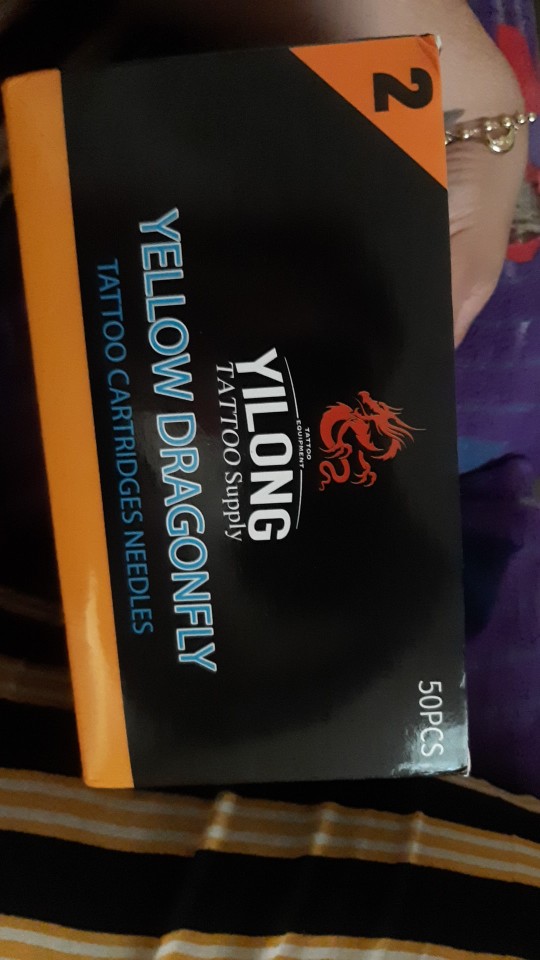 2
TATTOO
EQUIPMENT
YILONG
TATTOO Supply
YELLOW DRAGONFLY
TATTOO CARTRIDGES NEEDLES
50PCS